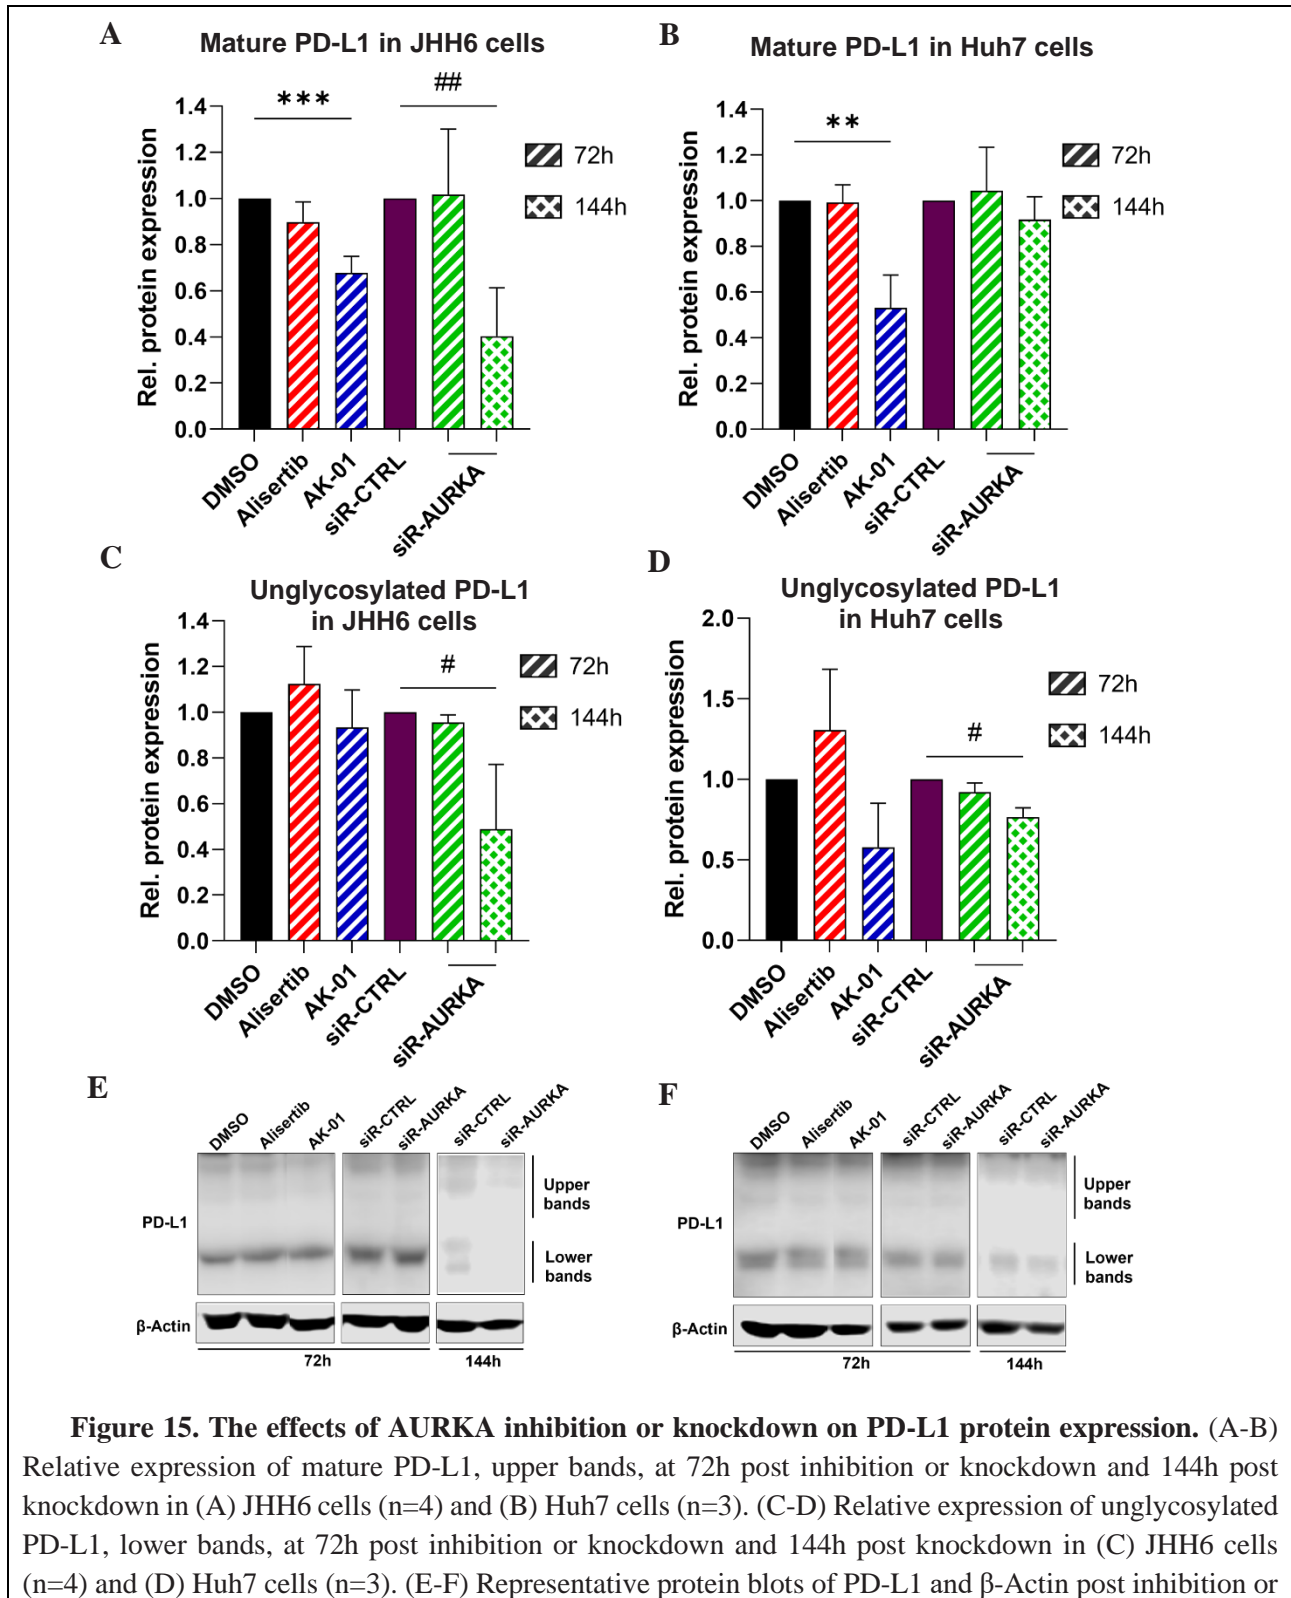 A
Mature PD-L1 in JHH6 cells
Rel. protein expression
1.4
1.2
1.0
0.8
0.6
0.4
0.2
0.0
***
##
72h
144h
DMSO
Alisertib
AK-01
siR-CTRL
siR-AURKA
B
Mature PD-L1 in Huh7 cells
Rel. protein expression
1.4
1.2
1.0
0.8
0.6
0.4
0.2
0.0
**
72h
144h
DMSO
Alisertib
AK-01
siR-CTRL
siR-AURKA
C
Unglycosylated PD-L1
in JHH6 cells
Rel. protein expression
1.4
1.2
1.0
0.8
0.6
0.4
0.2
0.0
#
72h
144h
DMSO
Alisertib
AK-01
siR-CTRL
siR-AURKA
D
Unglycosylated PD-L1
in Huh7 cells
Rel. protein expression
2.0
1.5
1.0
0.5
0.0
#
72h
144h
DMSO
Alisertib
AK-01
siR-CTRL
siR-AURKA
E
DMSO
Alisertib
AK-01
siR-CTRL
siR-AURKA
siR-CTRL
siR-AURKA
PD-L1
Upper
bands
Lower
bands
β-Actin
72h
144h
F
DMSO
Alisertib
AK-01
siR-CTRL
siR-AURKA
siR-CTRL
siR-AURKA
PD-L1
Upper
bands
Lower
bands
β-Actin
72h
144h
Figure 15. The effects of AURKA inhibition or knockdown on PD-L1 protein expression. (A-B)
Relative expression of mature PD-L1, upper bands, at 72h post inhibition or knockdown and 144h post
knockdown in (A) JHH6 cells (n=4) and (B) Huh7 cells (n=3). (C-D) Relative expression of unglycosylated
PD-L1, lower bands, at 72h post inhibition or knockdown and 144h post knockdown in (C) JHH6 cells
(n=4) and (D) Huh7 cells (n=3). (E-F) Representative protein blots of PD-L1 and β-Actin post inhibition or